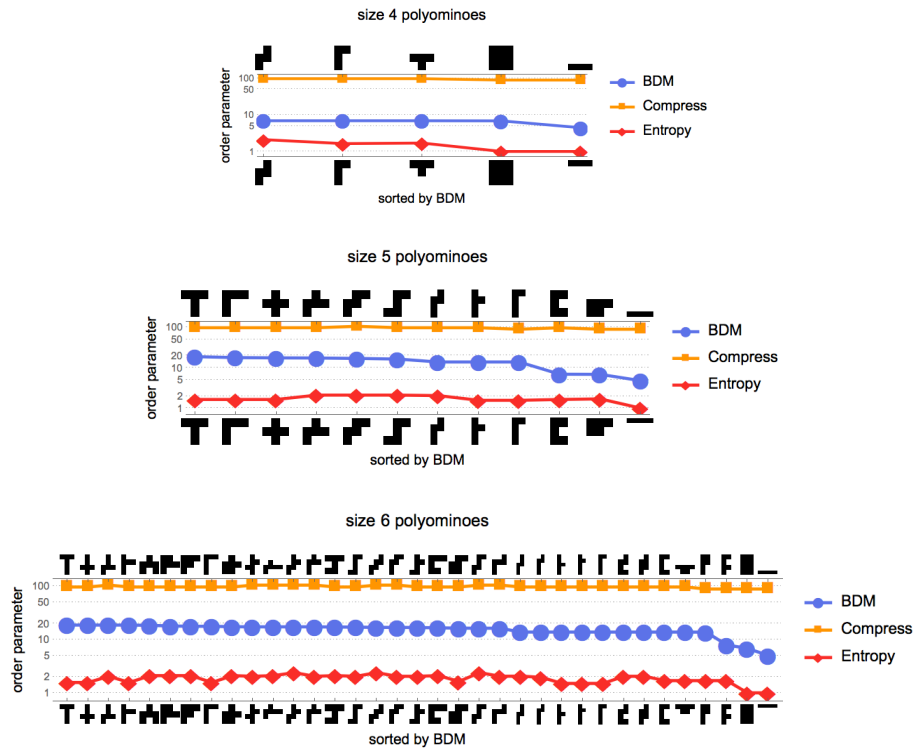 size 4 polyominoes
order parameter
100
50
10
5
1
BDM
Compress
Entropy
sorted by BDM
size 5 polyominoes
order parameter
100
50
20
10
5
2
1
BDM
Compress
Entropy
sorted by BDM
size 6 polyominoes
order parameter
100
50
20
10
5
2
1
BDM
Compress
Entropy
sorted by BDM